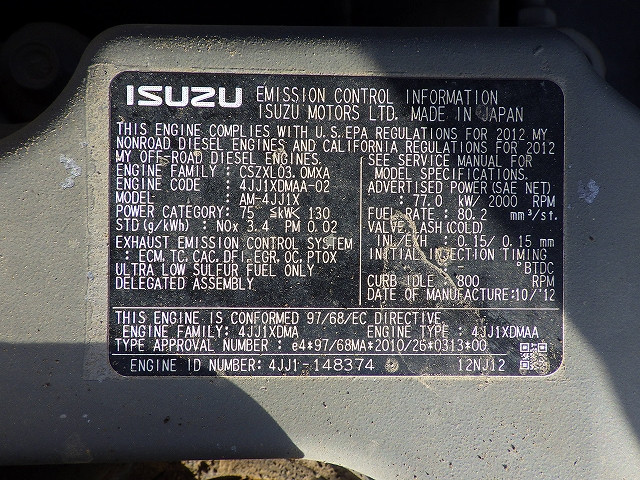 ISUZU EMISSION CONTROL INFORMATION
ISUZU MOTORS LTD. MADE IN JAPAN
THIS ENGINE COMPLIES WITH U.S.EPA REGULATIONS FOR 2012 MY
NONROAD DIESEL ENGINES AND CALIFORNIA REGULATIONS FOR 2012
MY OFF-ROAD DIESEL ENGINES.
ENGINE FAMILY : CSZXL03.0MXA
ENGINE CODE : 4JJ1XDMAA-02
MODEL : AM-4JJ1X
POWER CATEGORY: 75 ≦kW< 130
STD (g/kWh) : NOx 3.4 PM 0.02
EXHAUST EMISSION CONTROL SYSTEM
: ECM, TC, CAC, DFI, EGR, OC, PTOX
ULTRA LOW SULFUR FUEL ONLY
DELEGATED ASSEMBLY
SEE SERVICE MANUAL FOR
MODEL SPECIFICATIONS.
ADVERTISED POWER (SAE NET)
: 77.0 kW/ 2000 RPM
FUEL RATE : 80.2 mm³/st.
VALVE LASH (COLD)
INL/EXH : 0.15/ 0.15 mm
INITIAL INJECTION TIMING
: °BTDC
CURB IDLE : 800 RPM
DATE OF MANUFACTURE:10/'12
THIS ENGINE IS CONFORMED 97/68/EC DIRECTIVE.
ENGINE FAMILY: 4JJ1XDMA ENGINE TYPE : 4JJ1XDMAA
TYPE APPROVAL NUMBER : e4*97/68MA*2010/26*0313*00
ENGINE ID NUMBER: 4JJ1-148374 12NJ12